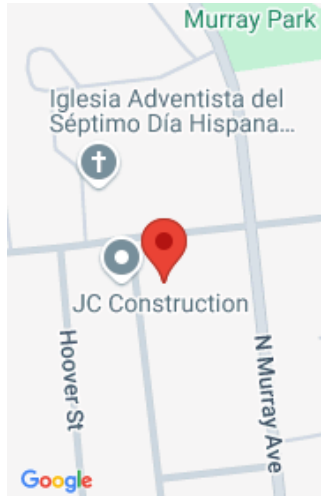 Murray Park
Iglesia Adventista del
Séptimo Día Hispana...
JC Construction
Hoover St
N Murray Ave
Google